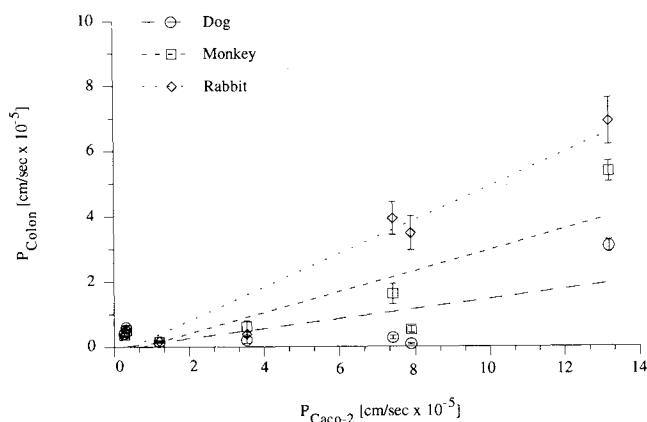 10
8
6
4
2
0
P_Colon [cm/sec x 10^-5]
Dog
Monkey
Rabbit
0 2 4 6 8 10 12 14
P_Caco-2 [cm/sec x 10^-5]